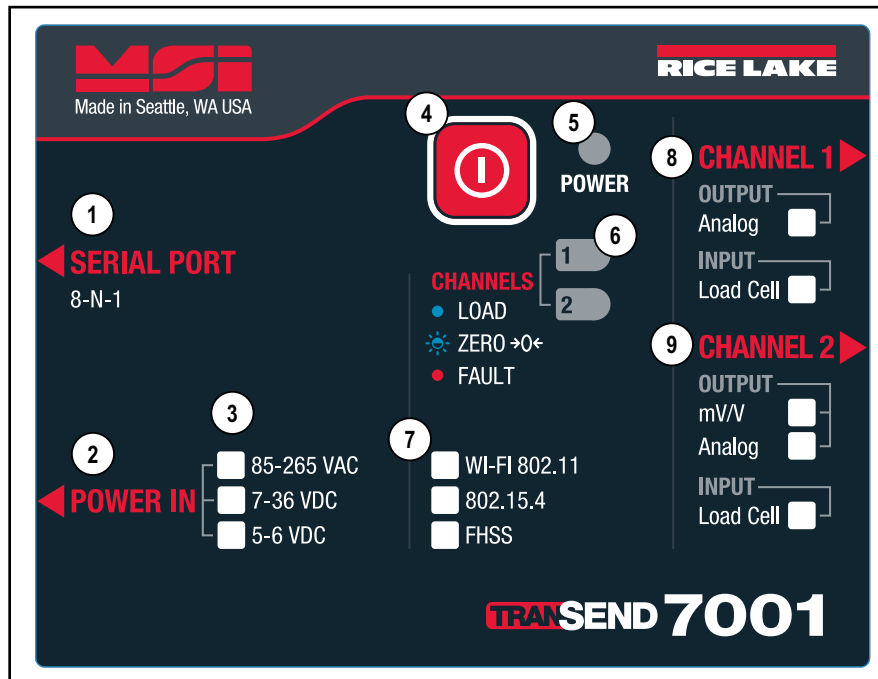 MSI
Made in Seattle, WA USA
RICE LAKE
4
5
POWER
8
CHANNEL 1
OUTPUT
Analog
INPUT
Load Cell
1
SERIAL PORT
8-N-1
6
1
2
CHANNELS
LOAD
ZERO →0←
FAULT
9
CHANNEL 2
OUTPUT
mV/V
Analog
INPUT
Load Cell
2
POWER IN
3
85-265 VAC
7-36 VDC
5-6 VDC
7
WI-FI 802.11
802.15.4
FHSS
TRANSEND 7001